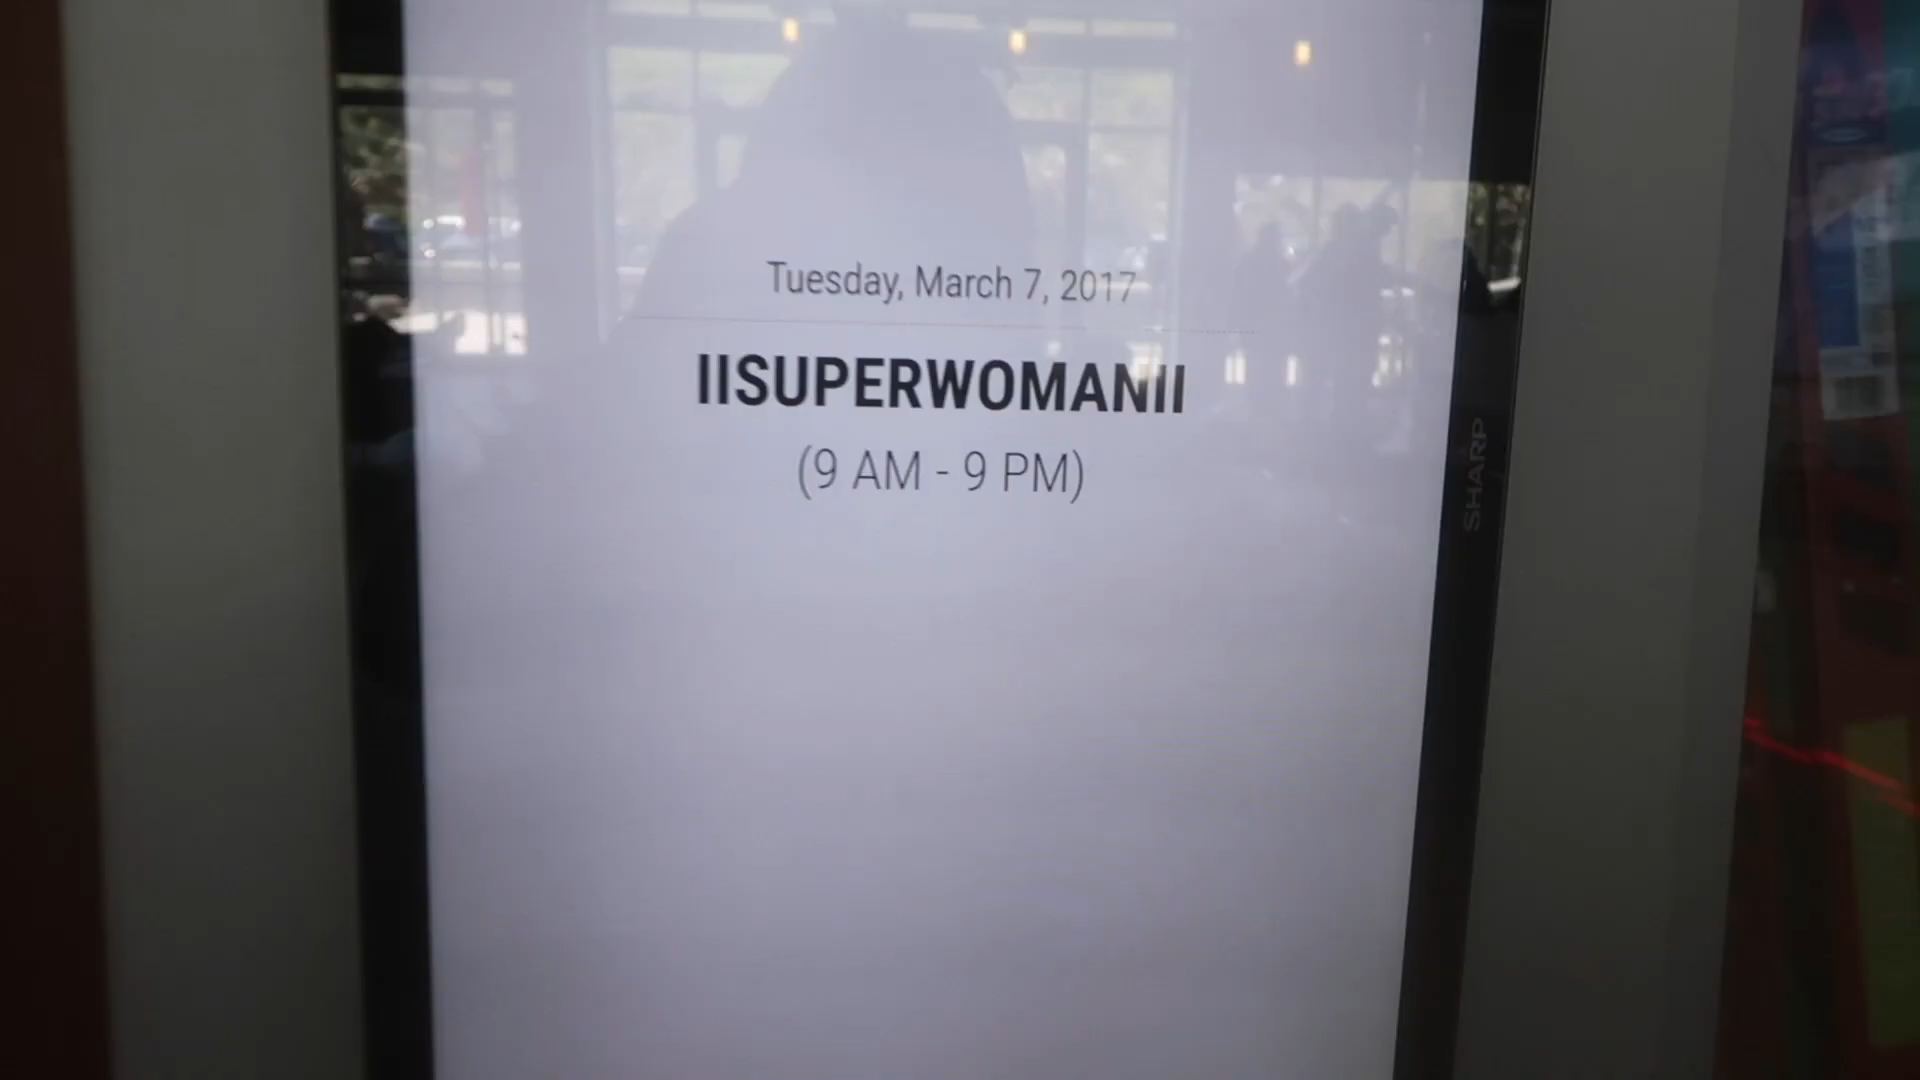 Tuesday, March 7, 2017
IISUPERWOMANII
(9 AM - 9 PM)
SHARP